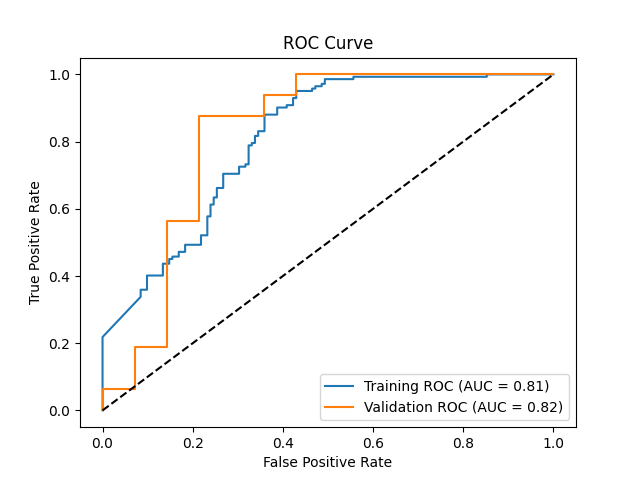 ROC Curve
True Positive Rate
1.0
0.8
0.6
0.4
0.2
0.0
0.0 0.2 0.4 0.6 0.8 1.0
False Positive Rate
Training ROC (AUC = 0.81)
Validation ROC (AUC = 0.82)